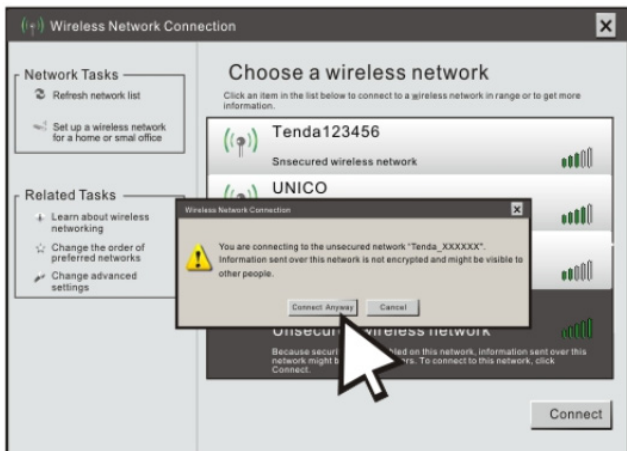 Wireless Network Connection
Network Tasks
Refresh network list
Set up a wireless network
for a home or smal office
Related Tasks
Learn about wireless
networking
Change the order of
preferred networks
Change advanced
settings
Choose a wireless network
Click an item in the list below to connect to a wireless network in range or to get more
information.
Tenda123456
Snsecured wireless network
UNICO
Wireless Network Connection
You are connecting to the unsecured network "Tenda_XXXXXX".
Information sent over this network is not encrypted and might be visible to
other people.
Connect Anyway
Cancel
Unsecured wireless network
Because on this network, information sent over this
network might To connect to this network, click
Connect.
Connect